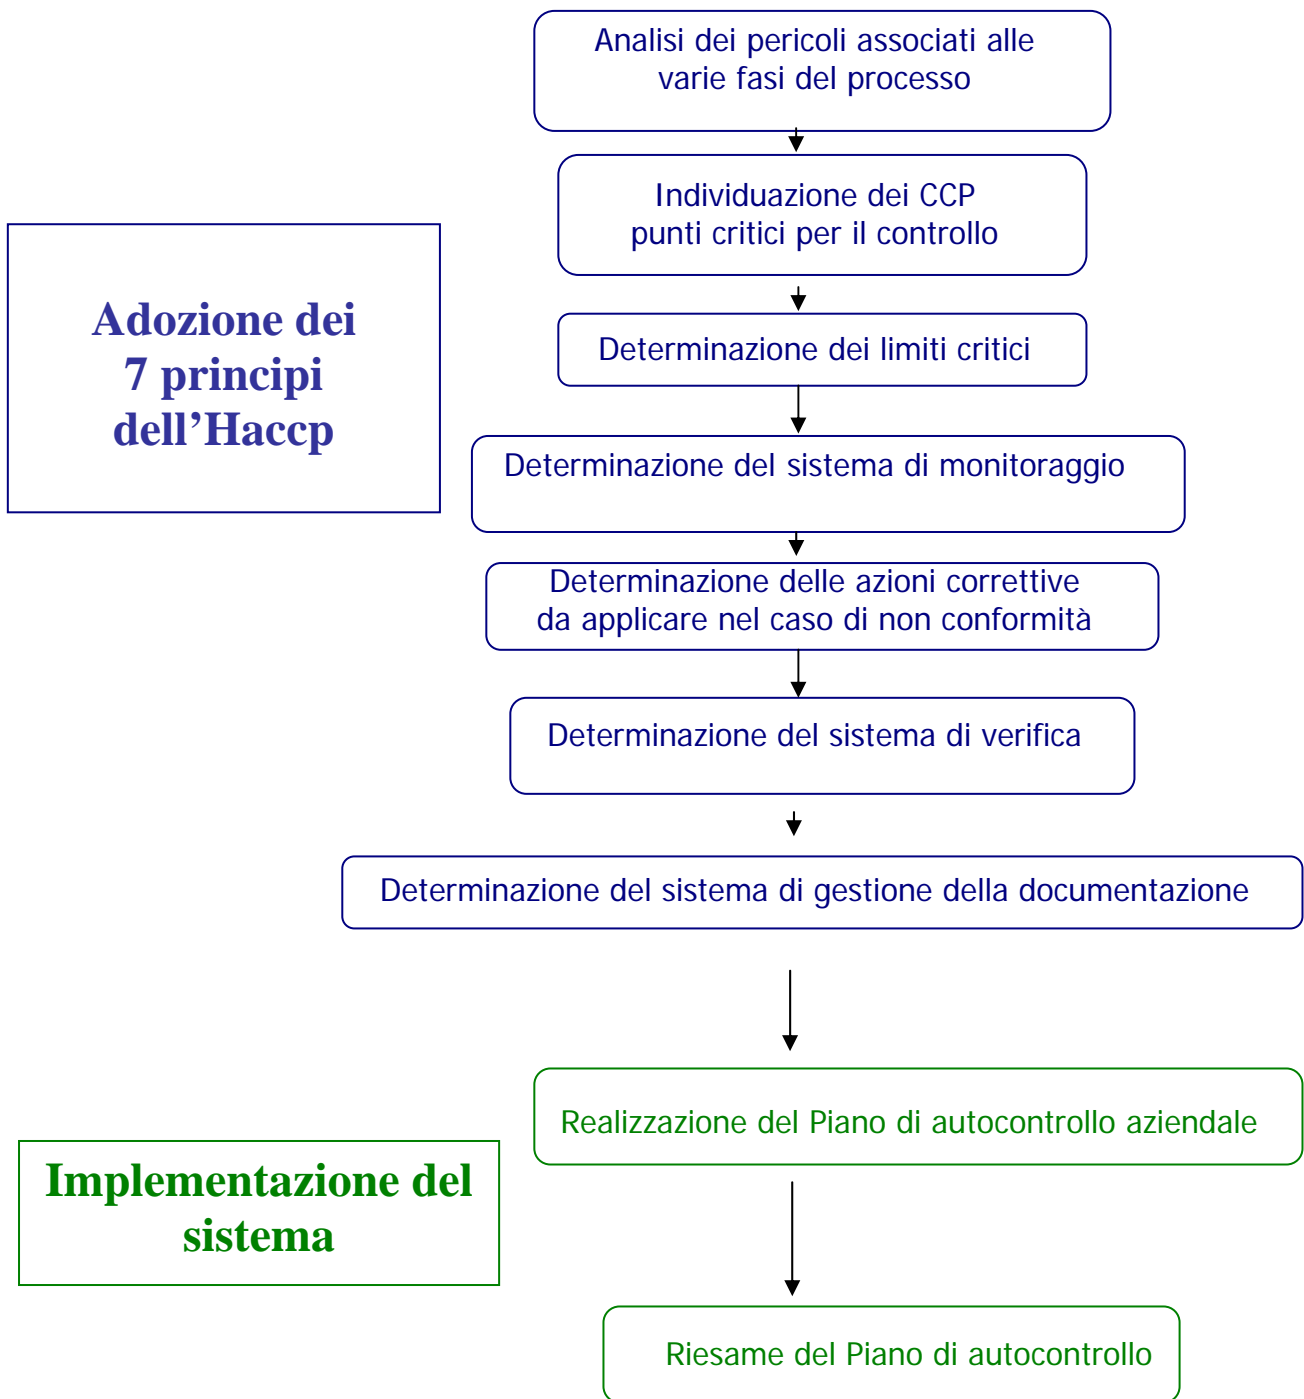 Analisi dei pericoli associati alle
varie fasi del processo
Individuazione dei CCP
punti critici per il controllo
Adozione dei
7 principi
dell’Haccp
Determinazione dei limiti critici
Determinazione del sistema di monitoraggio
Determinazione delle azioni correttive
da applicare nel caso di non conformità
Determinazione del sistema di verifica
Determinazione del sistema di gestione della documentazione
Realizzazione del Piano di autocontrollo aziendale
Implementazione del
sistema
Riesame del Piano di autocontrollo